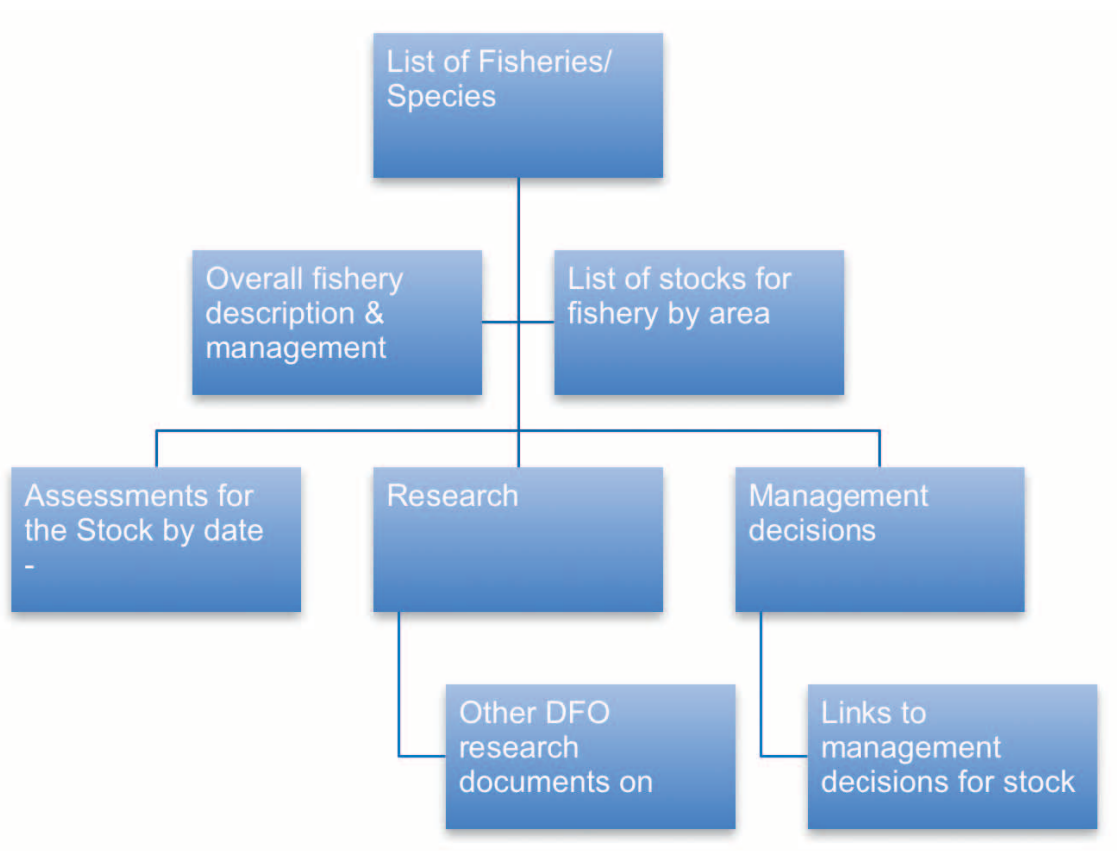 List of Fisheries/
Species
Overall fishery
description &
management
List of stocks for
fishery by area
Assessments for
the Stock by date
-
Research
Management
decisions
Other DFO
research
documents on
Links to
management
decisions for stock